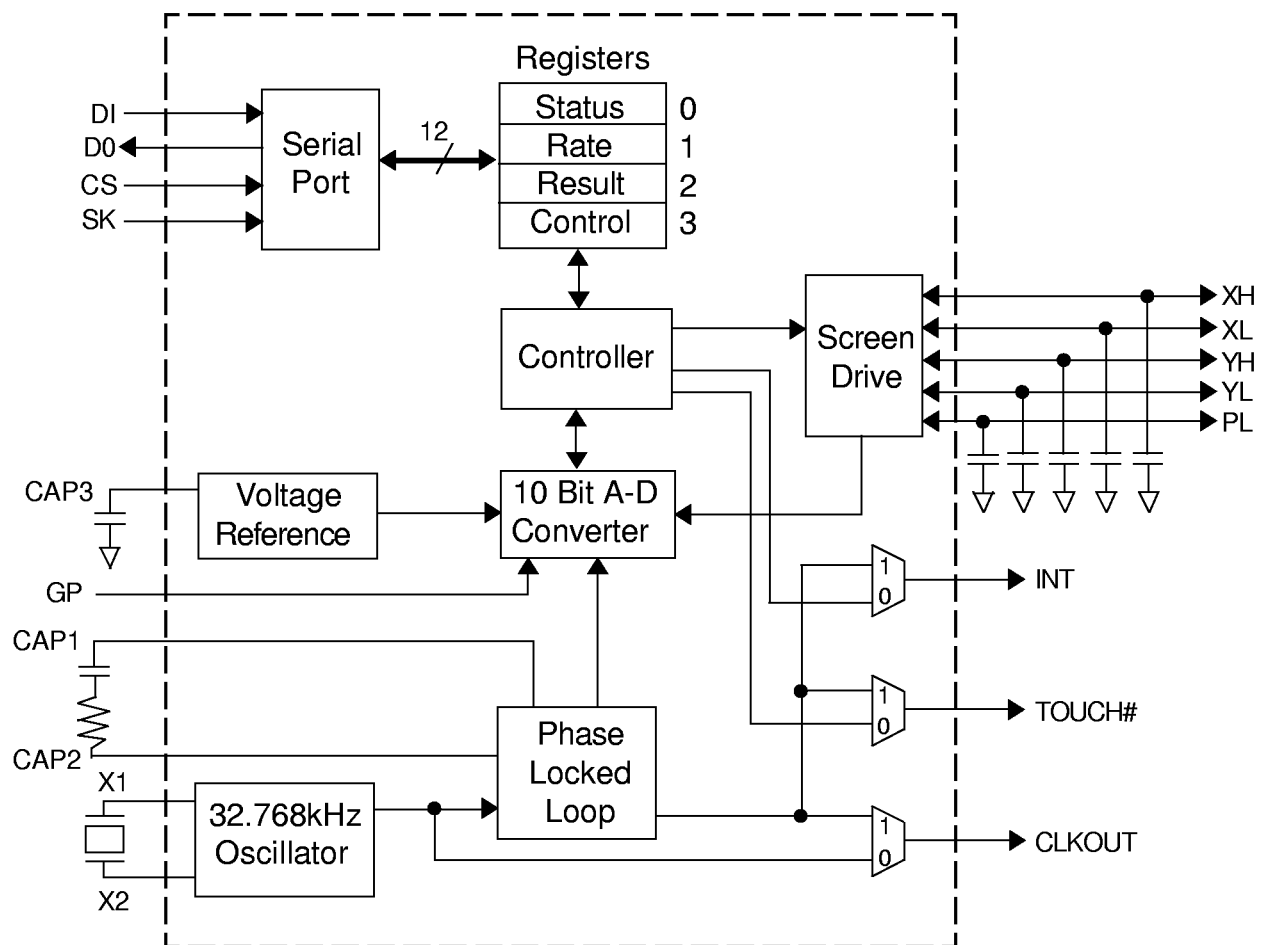 Registers
DI
D0
CS
SK
Serial
Port
12
Status 0
Rate 1
Result 2
Control 3
Controller
Screen
Drive
XH
XL
YH
YL
PL
CAP3
Voltage
Reference
10 Bit A-D
Converter
GP
CAP1
CAP2
X1
X2
32.768kHz
Oscillator
Phase
Locked
Loop
1
0
INT
1
0
TOUCH#
1
0
CLKOUT